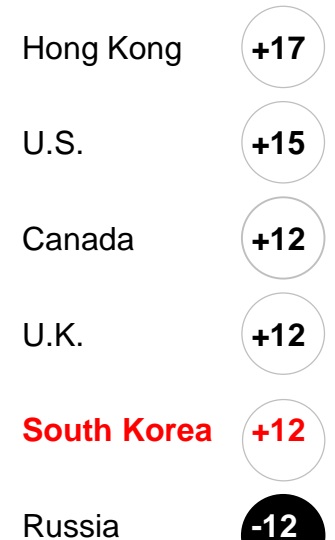 Hong Kong +17
U.S. +15
Canada +12
U.K. +12
South Korea +12
Russia -12